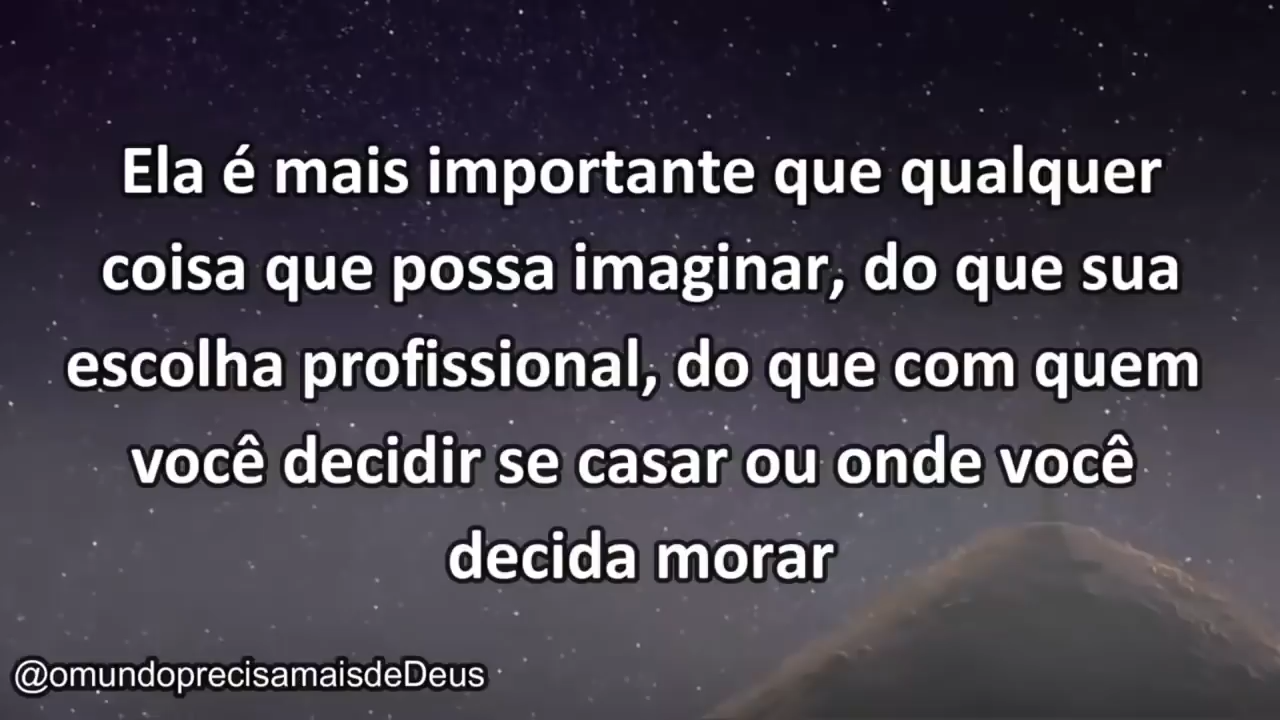 Ela é mais importante que qualquer
coisa que possa imaginar, do que sua
escolha profissional, do que com quem
você decidir se casar ou onde você
decida morar
@omundoprecisamaisdeDeus